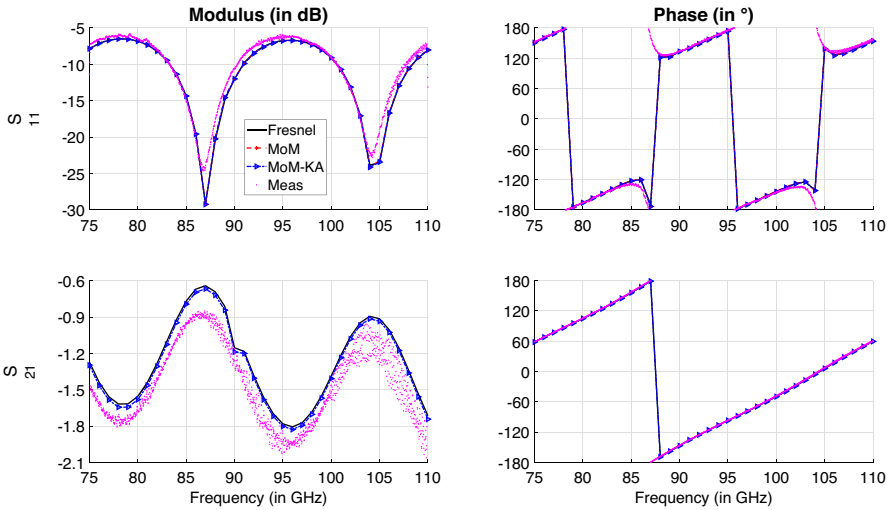 Modulus (in dB)
Phase (in °)
-5
-10
-15
-20
-25
-30
S 11
Fresnel
MoM
MoM-KA
Meas
75 80 85 90 95 100 105 110
180
120
60
0
-60
-120
-180
75 80 85 90 95 100 105 110
-0.6
-0.9
-1.2
-1.5
-1.8
-2.1
S 21
75 80 85 90 95 100 105 110
Frequency (in GHz)
180
120
60
0
-60
-120
-180
75 80 85 90 95 100 105 110
Frequency (in GHz)